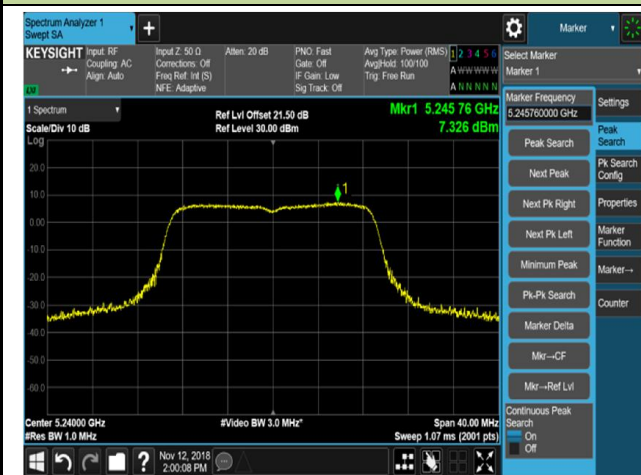 Spectrum Analyzer 1
Swept SA
+
Marker
KEYSIGHT
Input: RF
Coupling: AC
Align: Auto
Input Z: 50 Ω
Corrections: Off
Freq Ref: Int (S)
NFE: Adaptive
Atten: 20 dB
PNO: Fast
Gate: Off
IF Gain: Low
Sig Track: Off
Avg Type: Power (RMS)
Avg|Hold: 100/100
Trig: Free Run
1 2 3 4 5 6
A W W W W W
A N N N N N
Select Marker
Marker 1
1 Spectrum
Scale/Div 10 dB
Log
Ref Lvl Offset 21.50 dB
Ref Level 30.00 dBm
Mkr1 5.245 76 GHz
7.326 dBm
20.0
10.0
0.00
-10.0
-20.0
-30.0
-40.0
-50.0
-60.0
1
Center 5.24000 GHz
#Res BW 1.0 MHz
#Video BW 3.0 MHz*
Span 40.00 MHz
Sweep 1.07 ms (2001 pts)
Marker Frequency
5.245760000 GHz
Peak Search
Next Peak
Next Pk Right
Next Pk Left
Minimum Peak
Pk-Pk Search
Marker Delta
Mkr→CF
Mkr→Ref Lvl
Continuous Peak
Search
On
Off
Settings
Peak
Search
Pk Search
Config
Properties
Marker
Function
Marker→
Counter
?
Nov 12, 2018
2:00:08 PM